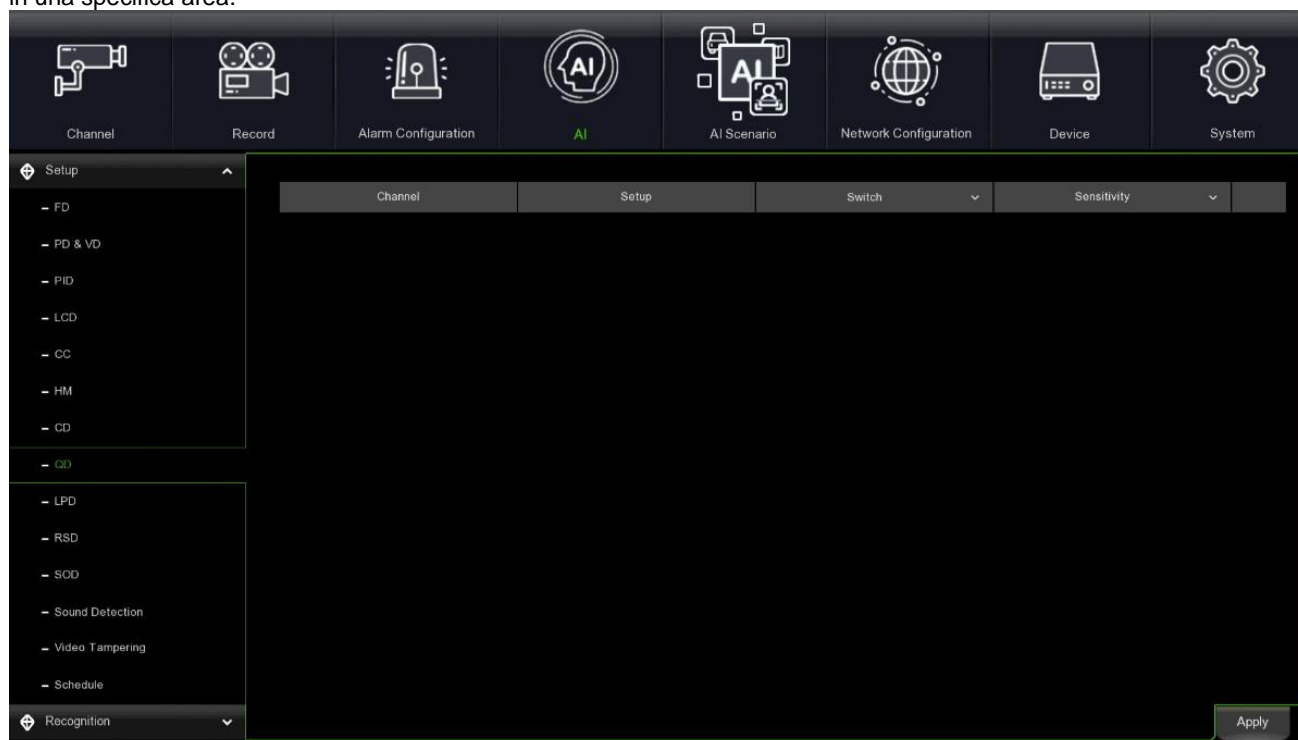 in una specifica area.
AI
AI
Channel Record Alarm Configuration AI AI Scenario Network Configuration Device System
Setup
Channel Setup Switch Sensitivity
FD
PD & VD
PID
LCD
CC
HM
CD
QD
LPD
RSD
SOD
Sound Detection
Video Tampering
Schedule
Recognition
Apply